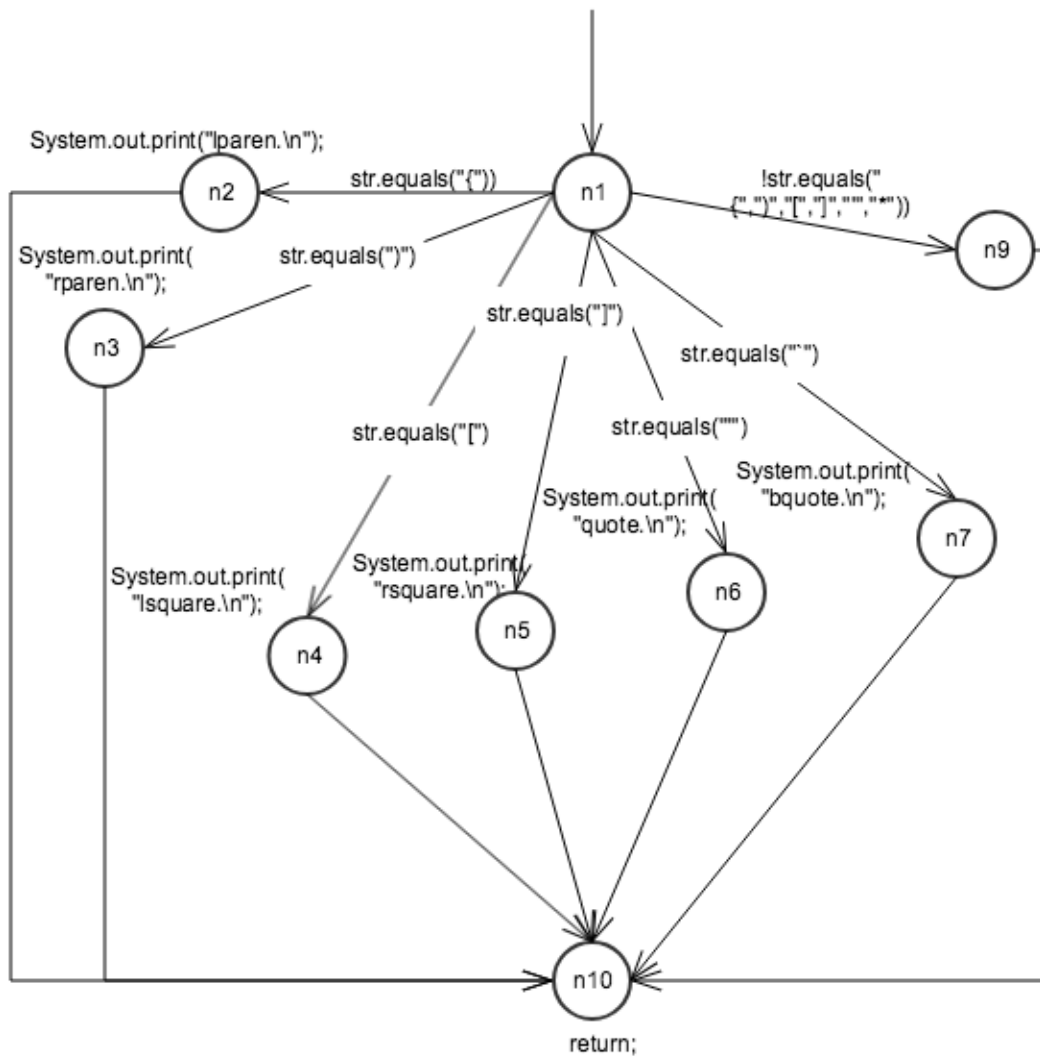 System.out.print("lparen.\n");
n2
str.equals("{"))
n1
!str.equals("
{",")","[","]","'","*"))
n9
System.out.print(
"rparen.\n");
str.equals(")")
n3
str.equals("]")
str.equals("`")
str.equals("[")
str.equals("'")
System.out.print(
"quote.\n");
System.out.print(
"bquote.\n");
n7
System.out.print(
"lsquare.\n");
System.out.print(
"rsquare.\n");
n6
n5
n4
n10
return;